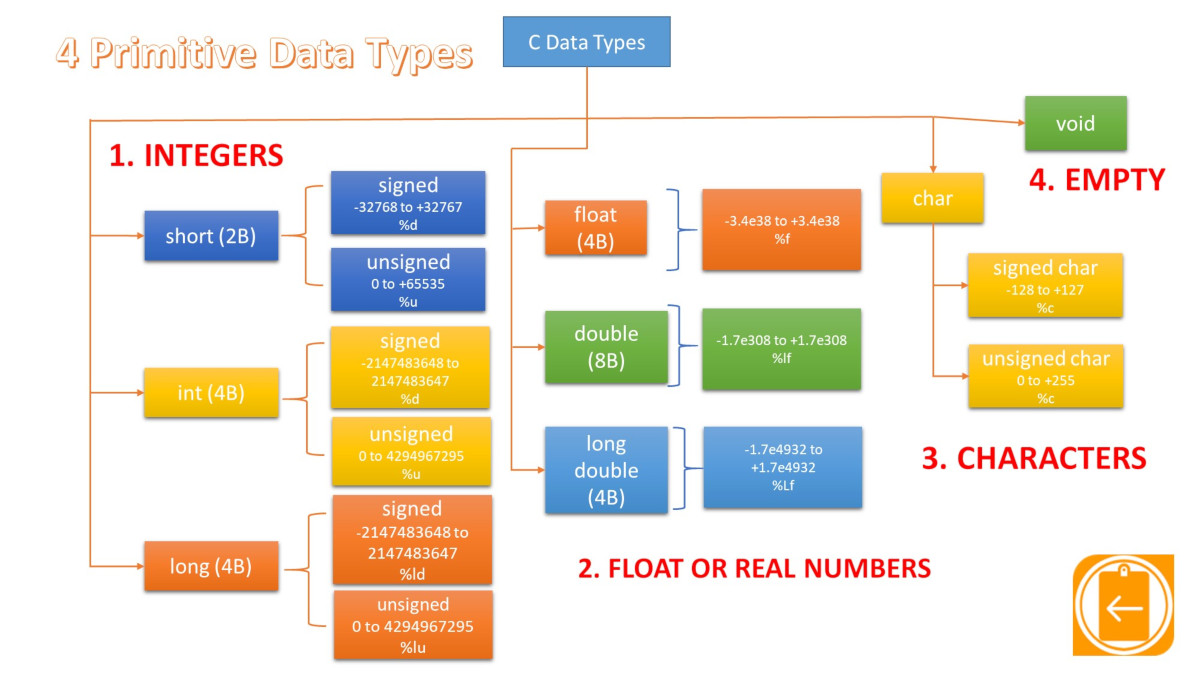 4 Primitive Data Types
C Data Types
1. INTEGERS
short (2B)
signed
-32768 to +32767
%d
unsigned
0 to +65535
%u
int (4B)
signed
-2147483648 to
2147483647
%d
unsigned
0 to 4294967295
%u
long (4B)
signed
-2147483648 to
2147483647
%ld
unsigned
0 to 4294967295
%lu
float
(4B)
-3.4e38 to +3.4e38
%f
double
(8B)
-1.7e308 to +1.7e308
%lf
long
double
(4B)
-1.7e4932 to
+1.7e4932
%Lf
2. FLOAT OR REAL NUMBERS
char
signed char
-128 to +127
%c
unsigned char
0 to +255
%c
3. CHARACTERS
void
4. EMPTY